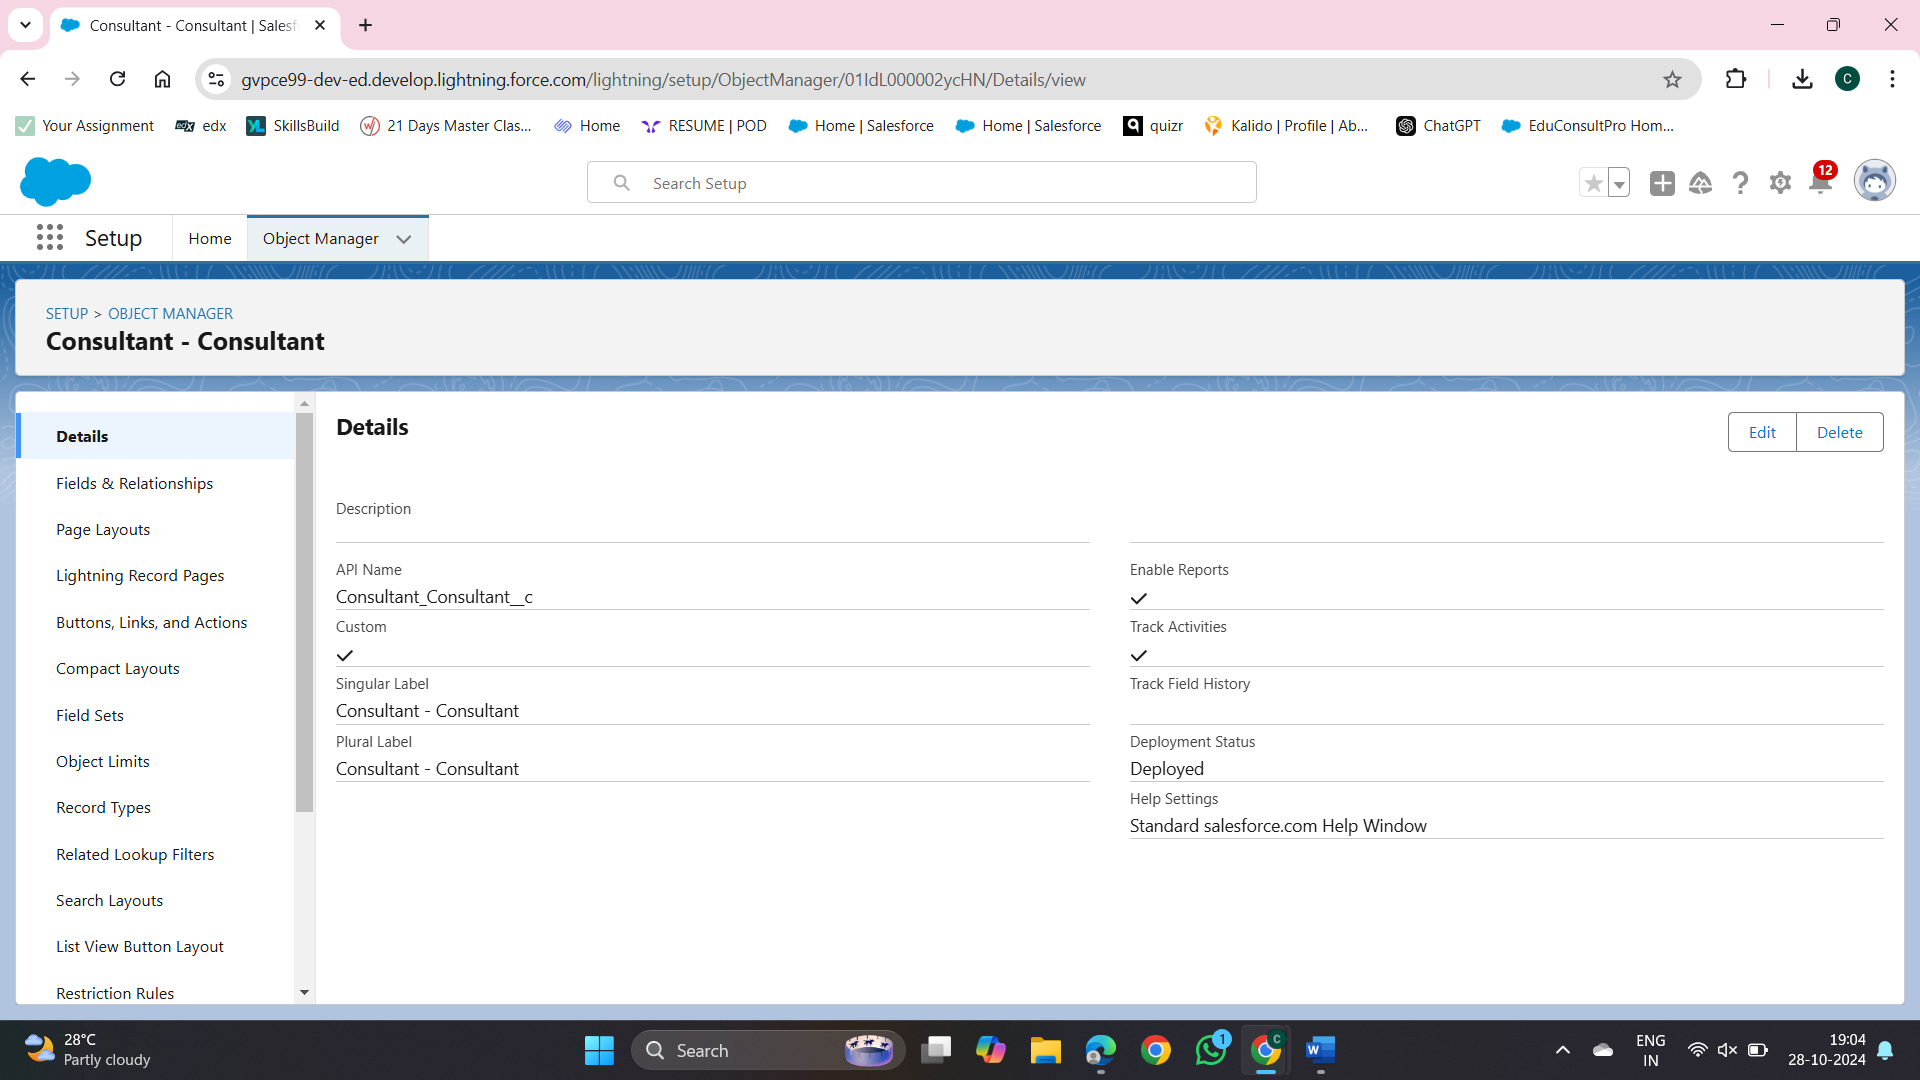 Consultant - Consultant | Salesf
gvpce99-dev-ed.develop.lightning.force.com/lightning/setup/ObjectManager/01IdL000002ycHN/Details/view
C
Your Assignment
edx
SkillsBuild
21 Days Master Clas...
Home
RESUME | POD
Home | Salesforce
Home | Salesforce
quizr
Kalido | Profile | Ab...
ChatGPT
EduConsultPro Hom...
Search Setup
12
Setup
Home
Object Manager
SETUP > OBJECT MANAGER
Consultant - Consultant
Details
Fields & Relationships
Page Layouts
Lightning Record Pages
Buttons, Links, and Actions
Compact Layouts
Field Sets
Object Limits
Record Types
Related Lookup Filters
Search Layouts
List View Button Layout
Restriction Rules
Details
Edit
Delete
Description
API Name
Consultant_Consultant__c
Custom
Singular Label
Consultant - Consultant
Plural Label
Consultant - Consultant
Enable Reports
Track Activities
Track Field History
Deployment Status
Deployed
Help Settings
Standard salesforce.com Help Window
28°C
Partly cloudy
Search
1
C
ENG
IN
19:04
28-10-2024